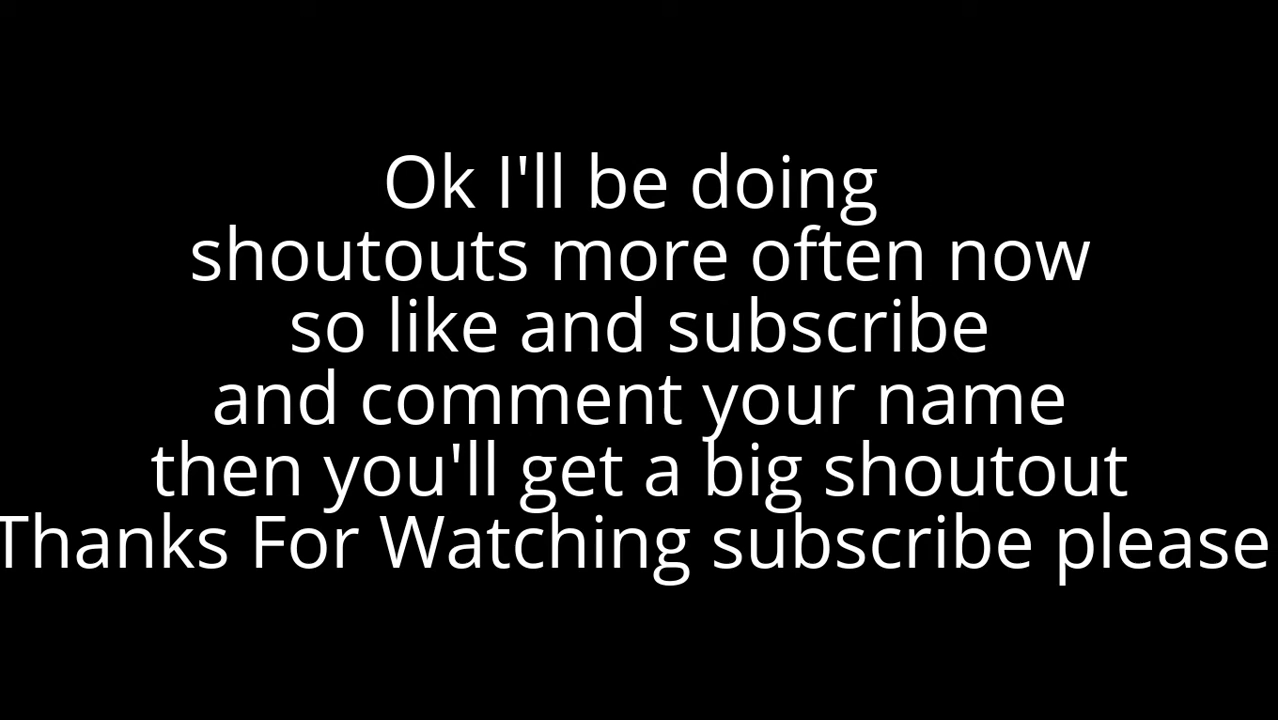 Ok I'll be doing
shoutouts more often now
so like and subscribe
and comment your name
then you'll get a big shoutout
Thanks For Watching subscribe please